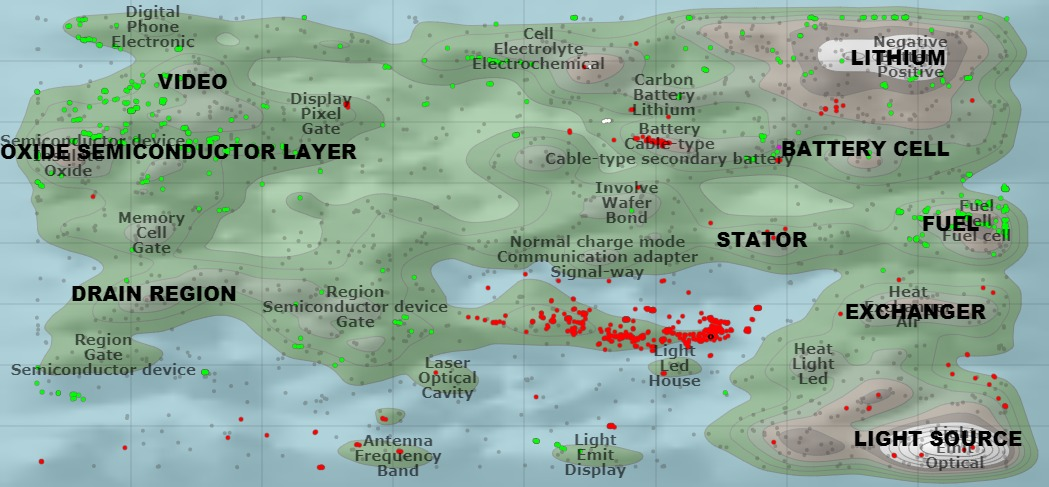 Digital
Phone
Electronic
VIDEO
Cell
Electrolyte
Electrochemical
Negative
LITHIUM
Positive
Display
Pixel
Gate
Carbon
Battery
Lithium
Semiconductor device
OXIDE SEMICONDUCTOR LAYER
Insulate
Oxide
Battery
Cable-type
Cable-type secondary battery
BATTERY CELL
Memory
Cell
Gate
Involve
Wafer
Bond
Fuel
FUEL
Cell
Fuel cell
STATOR
Normal charge mode
Communication adapter
Signal-way
DRAIN REGION
Region
Semiconductor device
Gate
Heat
EXCHANGER
Air
Region
Gate
Semiconductor device
Laser
Optical
Cavity
Light
Led
House
Heat
Light
Led
Antenna
Frequency
Band
Light
Emit
Display
LIGHT SOURCE
Emit
Optical